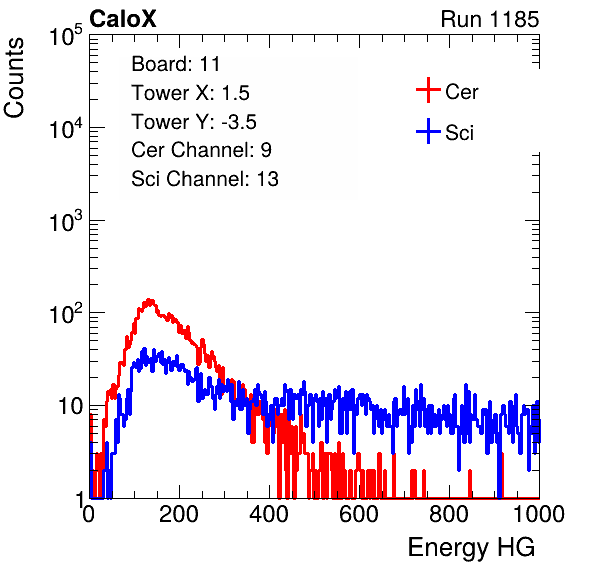 CaloX Run 1185
Counts
Board: 11
Tower X: 1.5
Tower Y: -3.5
Cer Channel: 9
Sci Channel: 13
Cer
Sci
10^5
10^4
10^3
10^2
10
1
0 200 400 600 800 1000
Energy HG